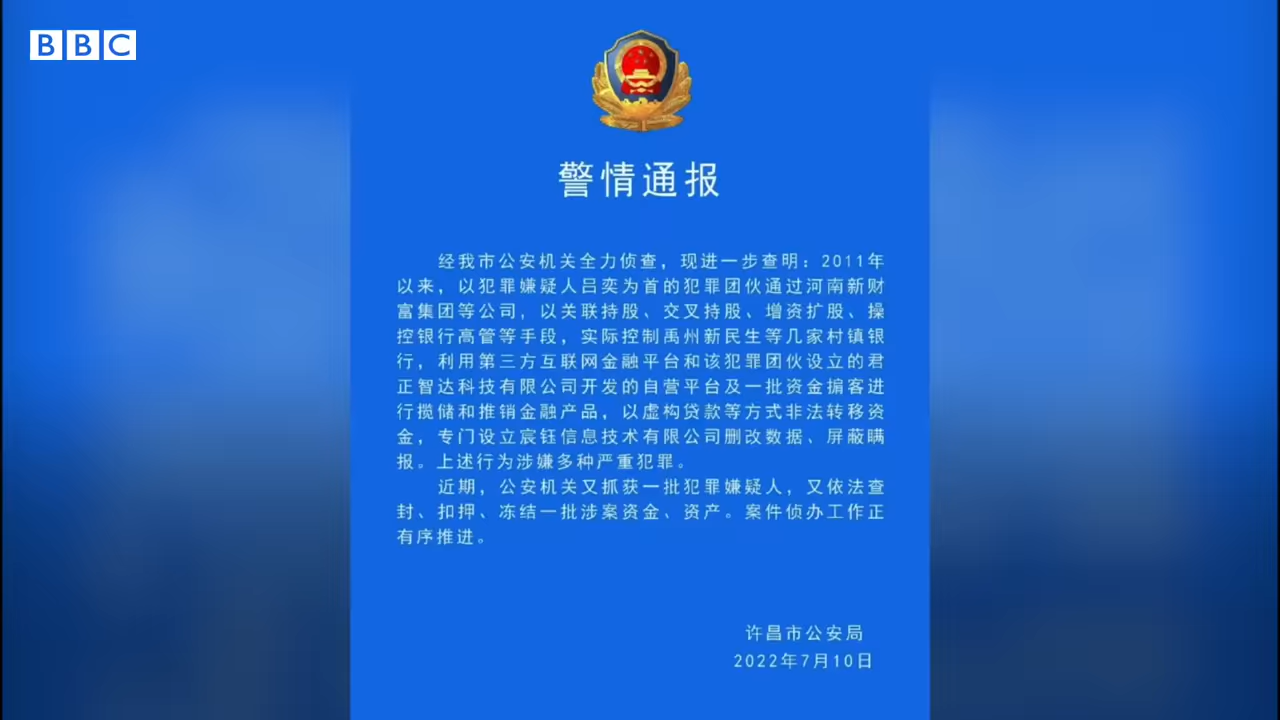 BBC
警情通报
经我市公安机关全力侦查，现进一步查明：2011年
以来，以犯罪嫌疑人吕奕为首的犯罪团伙通过河南新财
富集团等公司，以关联持股、交叉持股、增资扩股、操
控银行高管等手段，实际控制禹州新民生等几家村镇银
行，利用第三方互联网金融平台和该犯罪团伙设立的君
正智达科技有限公司开发的自营平台及一批资金掮客进
行揽储和推销金融产品，以虚构贷款等方式非法转移资
金，专门设立宸钰信息技术有限公司删改数据、屏蔽瞒
报。上述行为涉嫌多种严重犯罪。
近期，公安机关又抓获一批犯罪嫌疑人，又依法查
封、扣押、冻结一批涉案资金、资产。案件侦办工作正
有序推进。
许昌市公安局
2022年7月10日